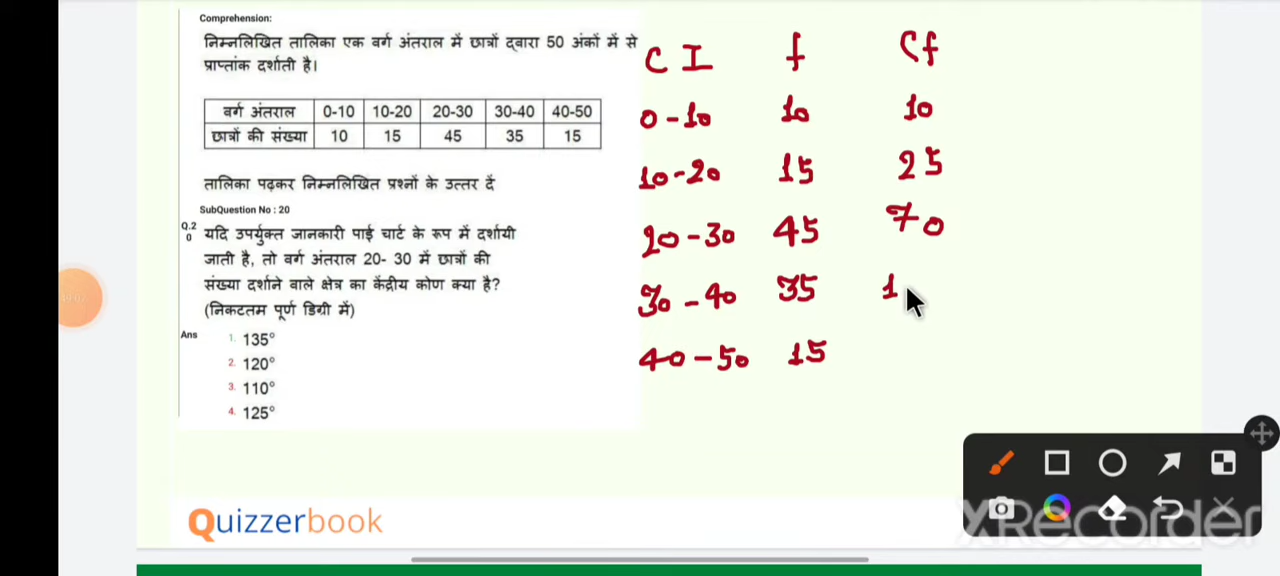 Comprehension:
निम्नलिखित तालिका एक वर्ग अंतराल में छात्रों द्वारा 50 अंकों में से
प्राप्तांक दर्शाती है।
वर्ग अंतराल 0-10 10-20 20-30 30-40 40-50
छात्रों की संख्या 10 15 45 35 15
तालिका पढ़कर निम्नलिखित प्रश्नों के उत्तर दें
SubQuestion No : 20
Q.20 यदि उपर्युक्त जानकारी पाई चार्ट के रूप में दर्शायी
जाती है, तो वर्ग अंतराल 20- 30 में छात्रों की
संख्या दर्शाने वाले क्षेत्र का केंद्रीय कोण क्या है?
(निकटतम पूर्ण डिग्री में)
Ans 1. 135°
2. 120°
3. 110°
4. 125°
C I f Cf
0-10 10 10
10-20 15 25
20-30 45 70
30-40 35 1
40-50 15
Quizzerbook
XRecorder